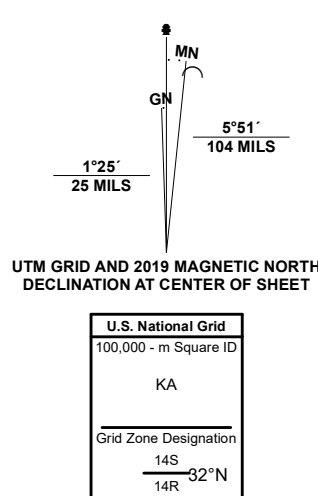 MN
GN
5°51´
104 MILS
1°25´
25 MILS
UTM GRID AND 2019 MAGNETIC NORTH
DECLINATION AT CENTER OF SHEET
U.S. National Grid
100,000 - m Square ID
KA
Grid Zone Designation
14S
32°N
14R